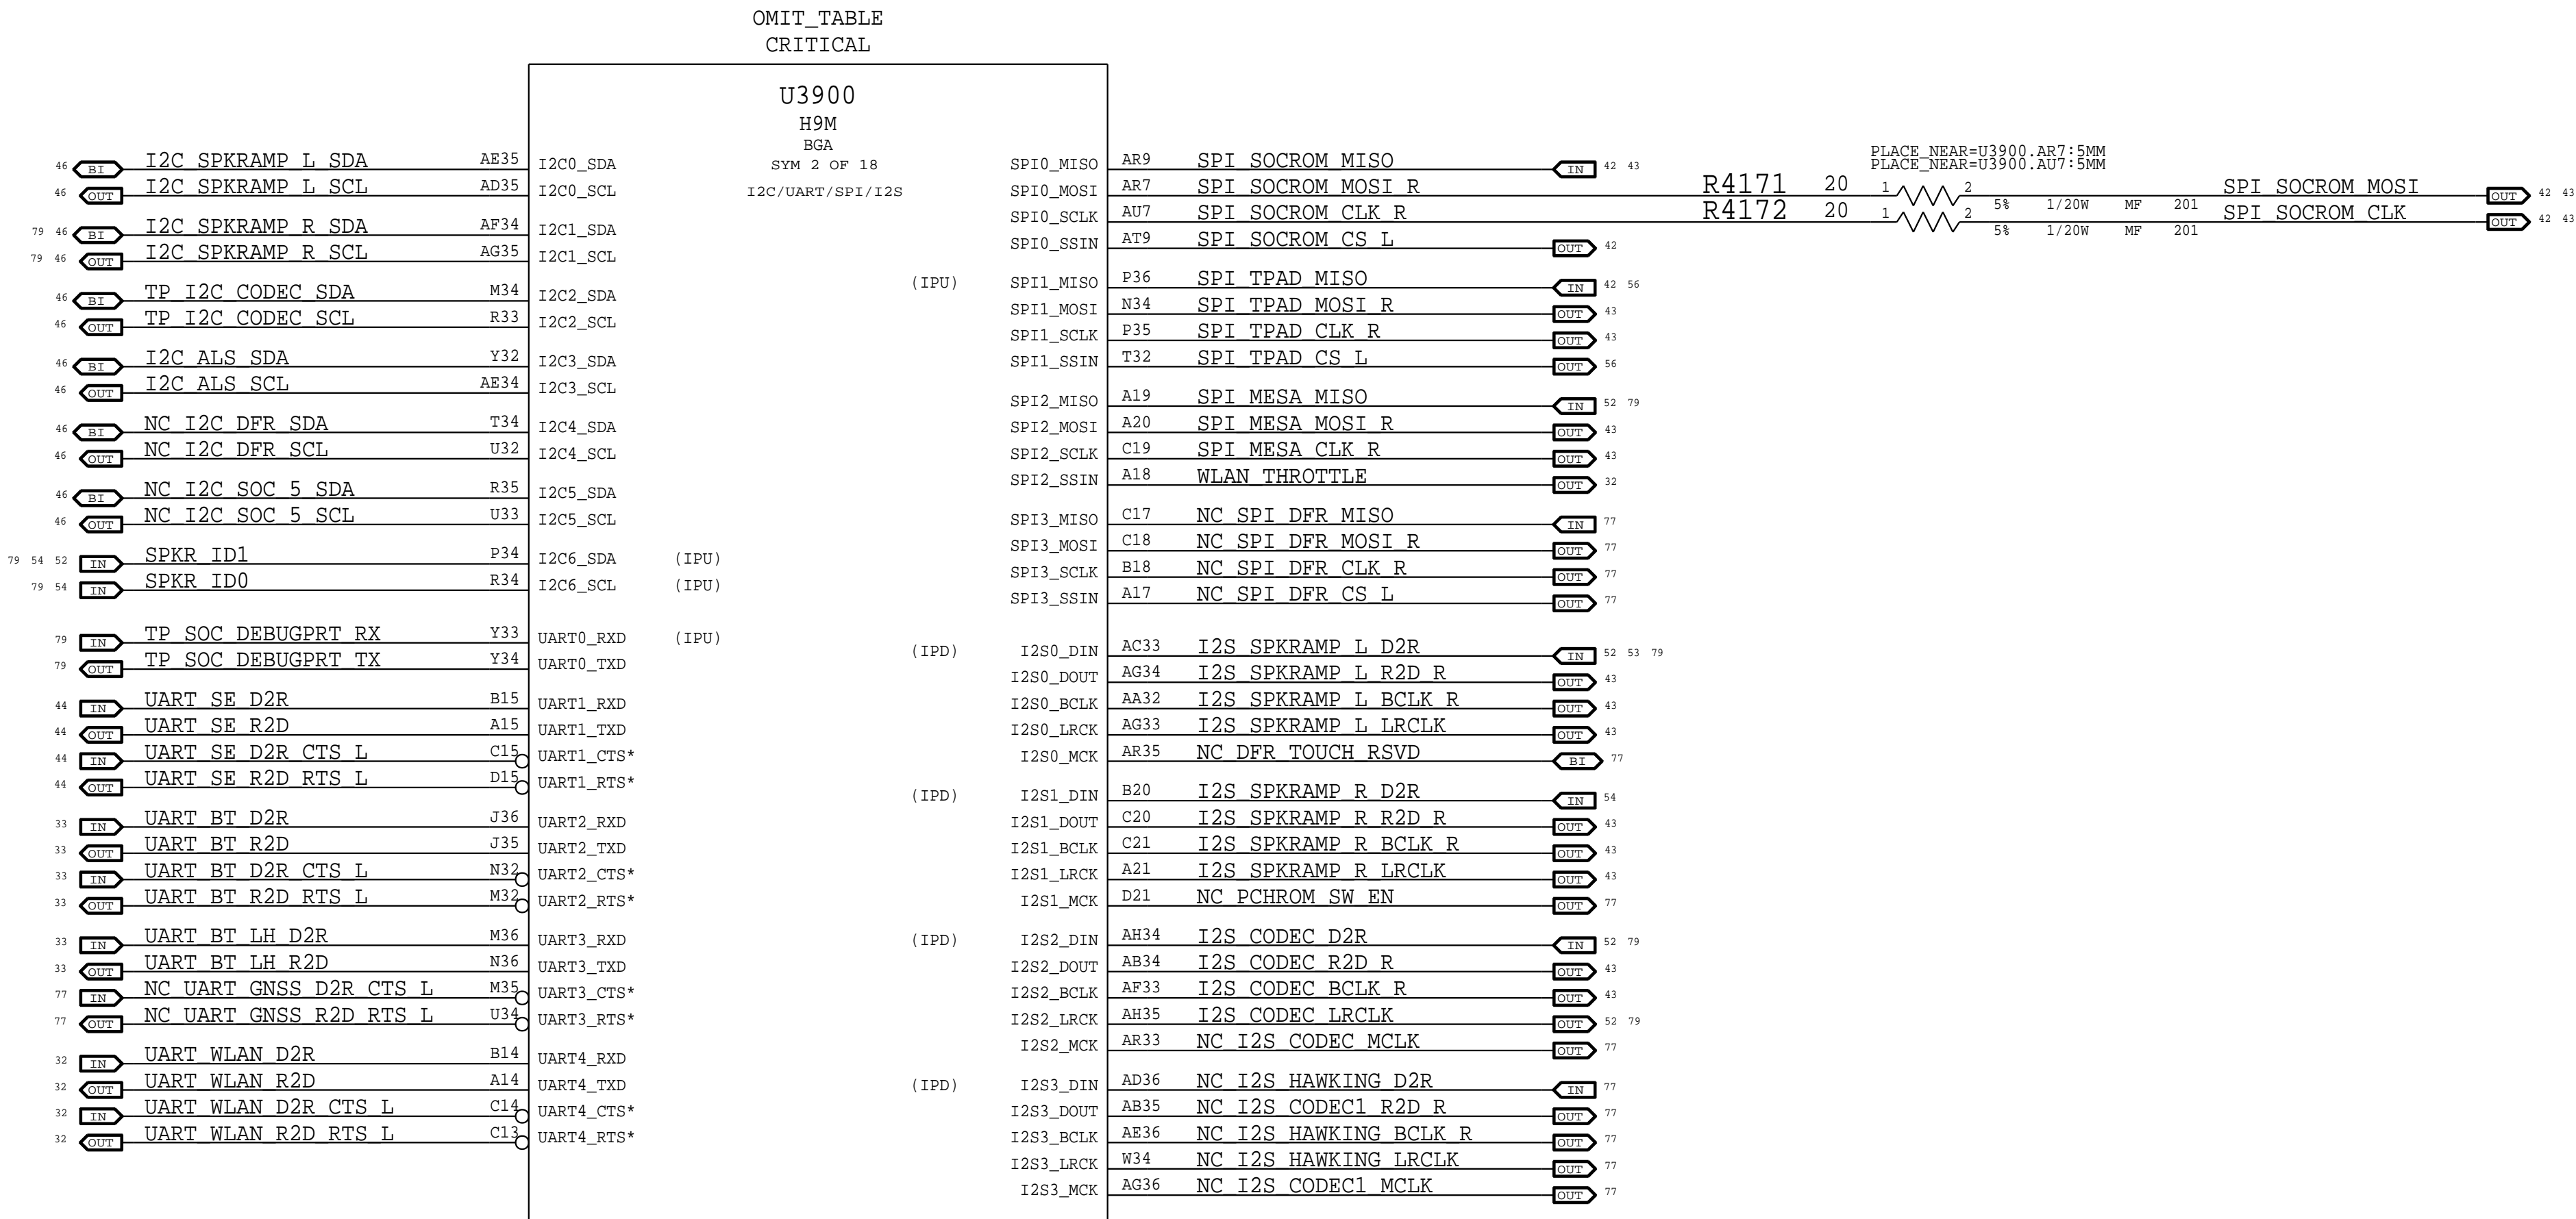 OMIT_TABLE
CRITICAL
U3900
H9M
BGA
SYM 2 OF 18
I2C/UART/SPI/I2S
46 BI I2C_SPKRAMP_L_SDA AE35 I2C0_SDA
46 OUT I2C_SPKRAMP_L_SCL AD35 I2C0_SCL
79 46 BI I2C_SPKRAMP_R_SDA AF34 I2C1_SDA
79 46 OUT I2C_SPKRAMP_R_SCL AG35 I2C1_SCL
46 BI TP_I2C_CODEC_SDA M34 I2C2_SDA
46 OUT TP_I2C_CODEC_SCL R33 I2C2_SCL
46 BI I2C_ALS_SDA Y32 I2C3_SDA
46 OUT I2C_ALS_SCL AE34 I2C3_SCL
46 BI NC_I2C_DFR_SDA T34 I2C4_SDA
46 OUT NC_I2C_DFR_SCL U32 I2C4_SCL
46 BI NC_I2C_SOC_5_SDA R35 I2C5_SDA
46 OUT NC_I2C_SOC_5_SCL U33 I2C5_SCL
79 54 52 IN SPKR_ID1 P34 I2C6_SDA (IPU)
79 54 IN SPKR_ID0 R34 I2C6_SCL (IPU)
79 IN TP_SOC_DEBUGPRT_RX Y33 UART0_RXD (IPU)
79 OUT TP_SOC_DEBUGPRT_TX Y34 UART0_TXD
44 IN UART_SE_D2R B15 UART1_RXD
44 OUT UART_SE_R2D A15 UART1_TXD
44 IN UART_SE_D2R_CTS_L C15 UART1_CTS*
44 OUT UART_SE_R2D_RTS_L D15 UART1_RTS*
33 IN UART_BT_D2R J36 UART2_RXD
33 OUT UART_BT_R2D J35 UART2_TXD
33 IN UART_BT_D2R_CTS_L N32 UART2_CTS*
33 OUT UART_BT_R2D_RTS_L M32 UART2_RTS*
33 IN UART_BT_LH_D2R M36 UART3_RXD
33 OUT UART_BT_LH_R2D N36 UART3_TXD
77 IN NC_UART_GNSS_D2R_CTS_L M35 UART3_CTS*
77 OUT NC_UART_GNSS_R2D_RTS_L U34 UART3_RTS*
32 IN UART_WLAN_D2R B14 UART4_RXD
32 OUT UART_WLAN_R2D A14 UART4_TXD
32 IN UART_WLAN_D2R_CTS_L C14 UART4_CTS*
32 OUT UART_WLAN_R2D_RTS_L C13 UART4_RTS*
SPI0_MISO AR9 SPI_SOCROM_MISO IN 42 43
SPI0_MOSI AR7 SPI_SOCROM_MOSI_R
SPI0_SCLK AU7 SPI_SOCROM_CLK_R
SPI0_SSIN AT9 SPI_SOCROM_CS_L OUT 42
(IPU) SPI1_MISO P36 SPI_TPAD_MISO IN 42 56
SPI1_MOSI N34 SPI_TPAD_MOSI_R OUT 43
SPI1_SCLK P35 SPI_TPAD_CLK_R OUT 43
SPI1_SSIN T32 SPI_TPAD_CS_L OUT 56
SPI2_MISO A19 SPI_MESA_MISO IN 52 79
SPI2_MOSI A20 SPI_MESA_MOSI_R OUT 43
SPI2_SCLK C19 SPI_MESA_CLK_R OUT 43
SPI2_SSIN A18 WLAN_THROTTLE OUT 32
SPI3_MISO C17 NC_SPI_DFR_MISO IN 77
SPI3_MOSI C18 NC_SPI_DFR_MOSI_R OUT 77
SPI3_SCLK B18 NC_SPI_DFR_CLK_R OUT 77
SPI3_SSIN A17 NC_SPI_DFR_CS_L OUT 77
(IPD) I2S0_DIN AC33 I2S_SPKRAMP_L_D2R IN 52 53 79
I2S0_DOUT AG34 I2S_SPKRAMP_L_R2D_R OUT 43
I2S0_BCLK AA32 I2S_SPKRAMP_L_BCLK_R OUT 43
I2S0_LRCK AG33 I2S_SPKRAMP_L_LRCLK OUT 43
I2S0_MCK AR35 NC_DFR_TOUCH_RSVD BI 77
(IPD) I2S1_DIN B20 I2S_SPKRAMP_R_D2R IN 54
I2S1_DOUT C20 I2S_SPKRAMP_R_R2D_R OUT 43
I2S1_BCLK C21 I2S_SPKRAMP_R_BCLK_R OUT 43
I2S1_LRCK A21 I2S_SPKRAMP_R_LRCLK OUT 43
I2S1_MCK D21 NC_PCHROM_SW_EN OUT 77
(IPD) I2S2_DIN AH34 I2S_CODEC_D2R IN 52 79
I2S2_DOUT AB34 I2S_CODEC_R2D_R OUT 43
I2S2_BCLK AF33 I2S_CODEC_BCLK_R OUT 43
I2S2_LRCK AH35 I2S_CODEC_LRCLK OUT 52 79
I2S2_MCK AR33 NC_I2S_CODEC_MCLK OUT 77
(IPD) I2S3_DIN AD36 NC_I2S_HAWKING_D2R IN 77
I2S3_DOUT AB35 NC_I2S_CODEC1_R2D_R OUT 77
I2S3_BCLK AE36 NC_I2S_HAWKING_BCLK_R OUT 77
I2S3_LRCK W34 NC_I2S_HAWKING_LRCLK OUT 77
I2S3_MCK AG36 NC_I2S_CODEC1_MCLK OUT 77
PLACE_NEAR=U3900.AR7:5MM
PLACE_NEAR=U3900.AU7:5MM
R4171 20 1 2 SPI_SOCROM_MOSI OUT 42 43
5% 1/20W MF 201
R4172 20 1 2 SPI_SOCROM_CLK OUT 42 43
5% 1/20W MF 201